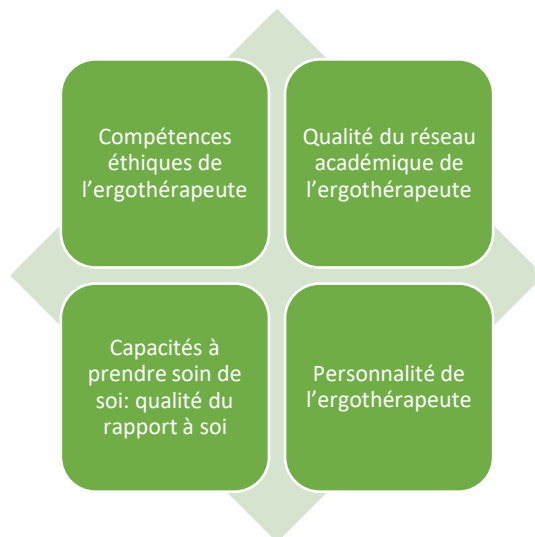 Compétences
éthiques de
l’ergothérapeute
Qualité du réseau
académique de
l’ergothérapeute
Capacités à
prendre soin de
soi: qualité du
rapport à soi
Personnalité de
l’ergothérapeute